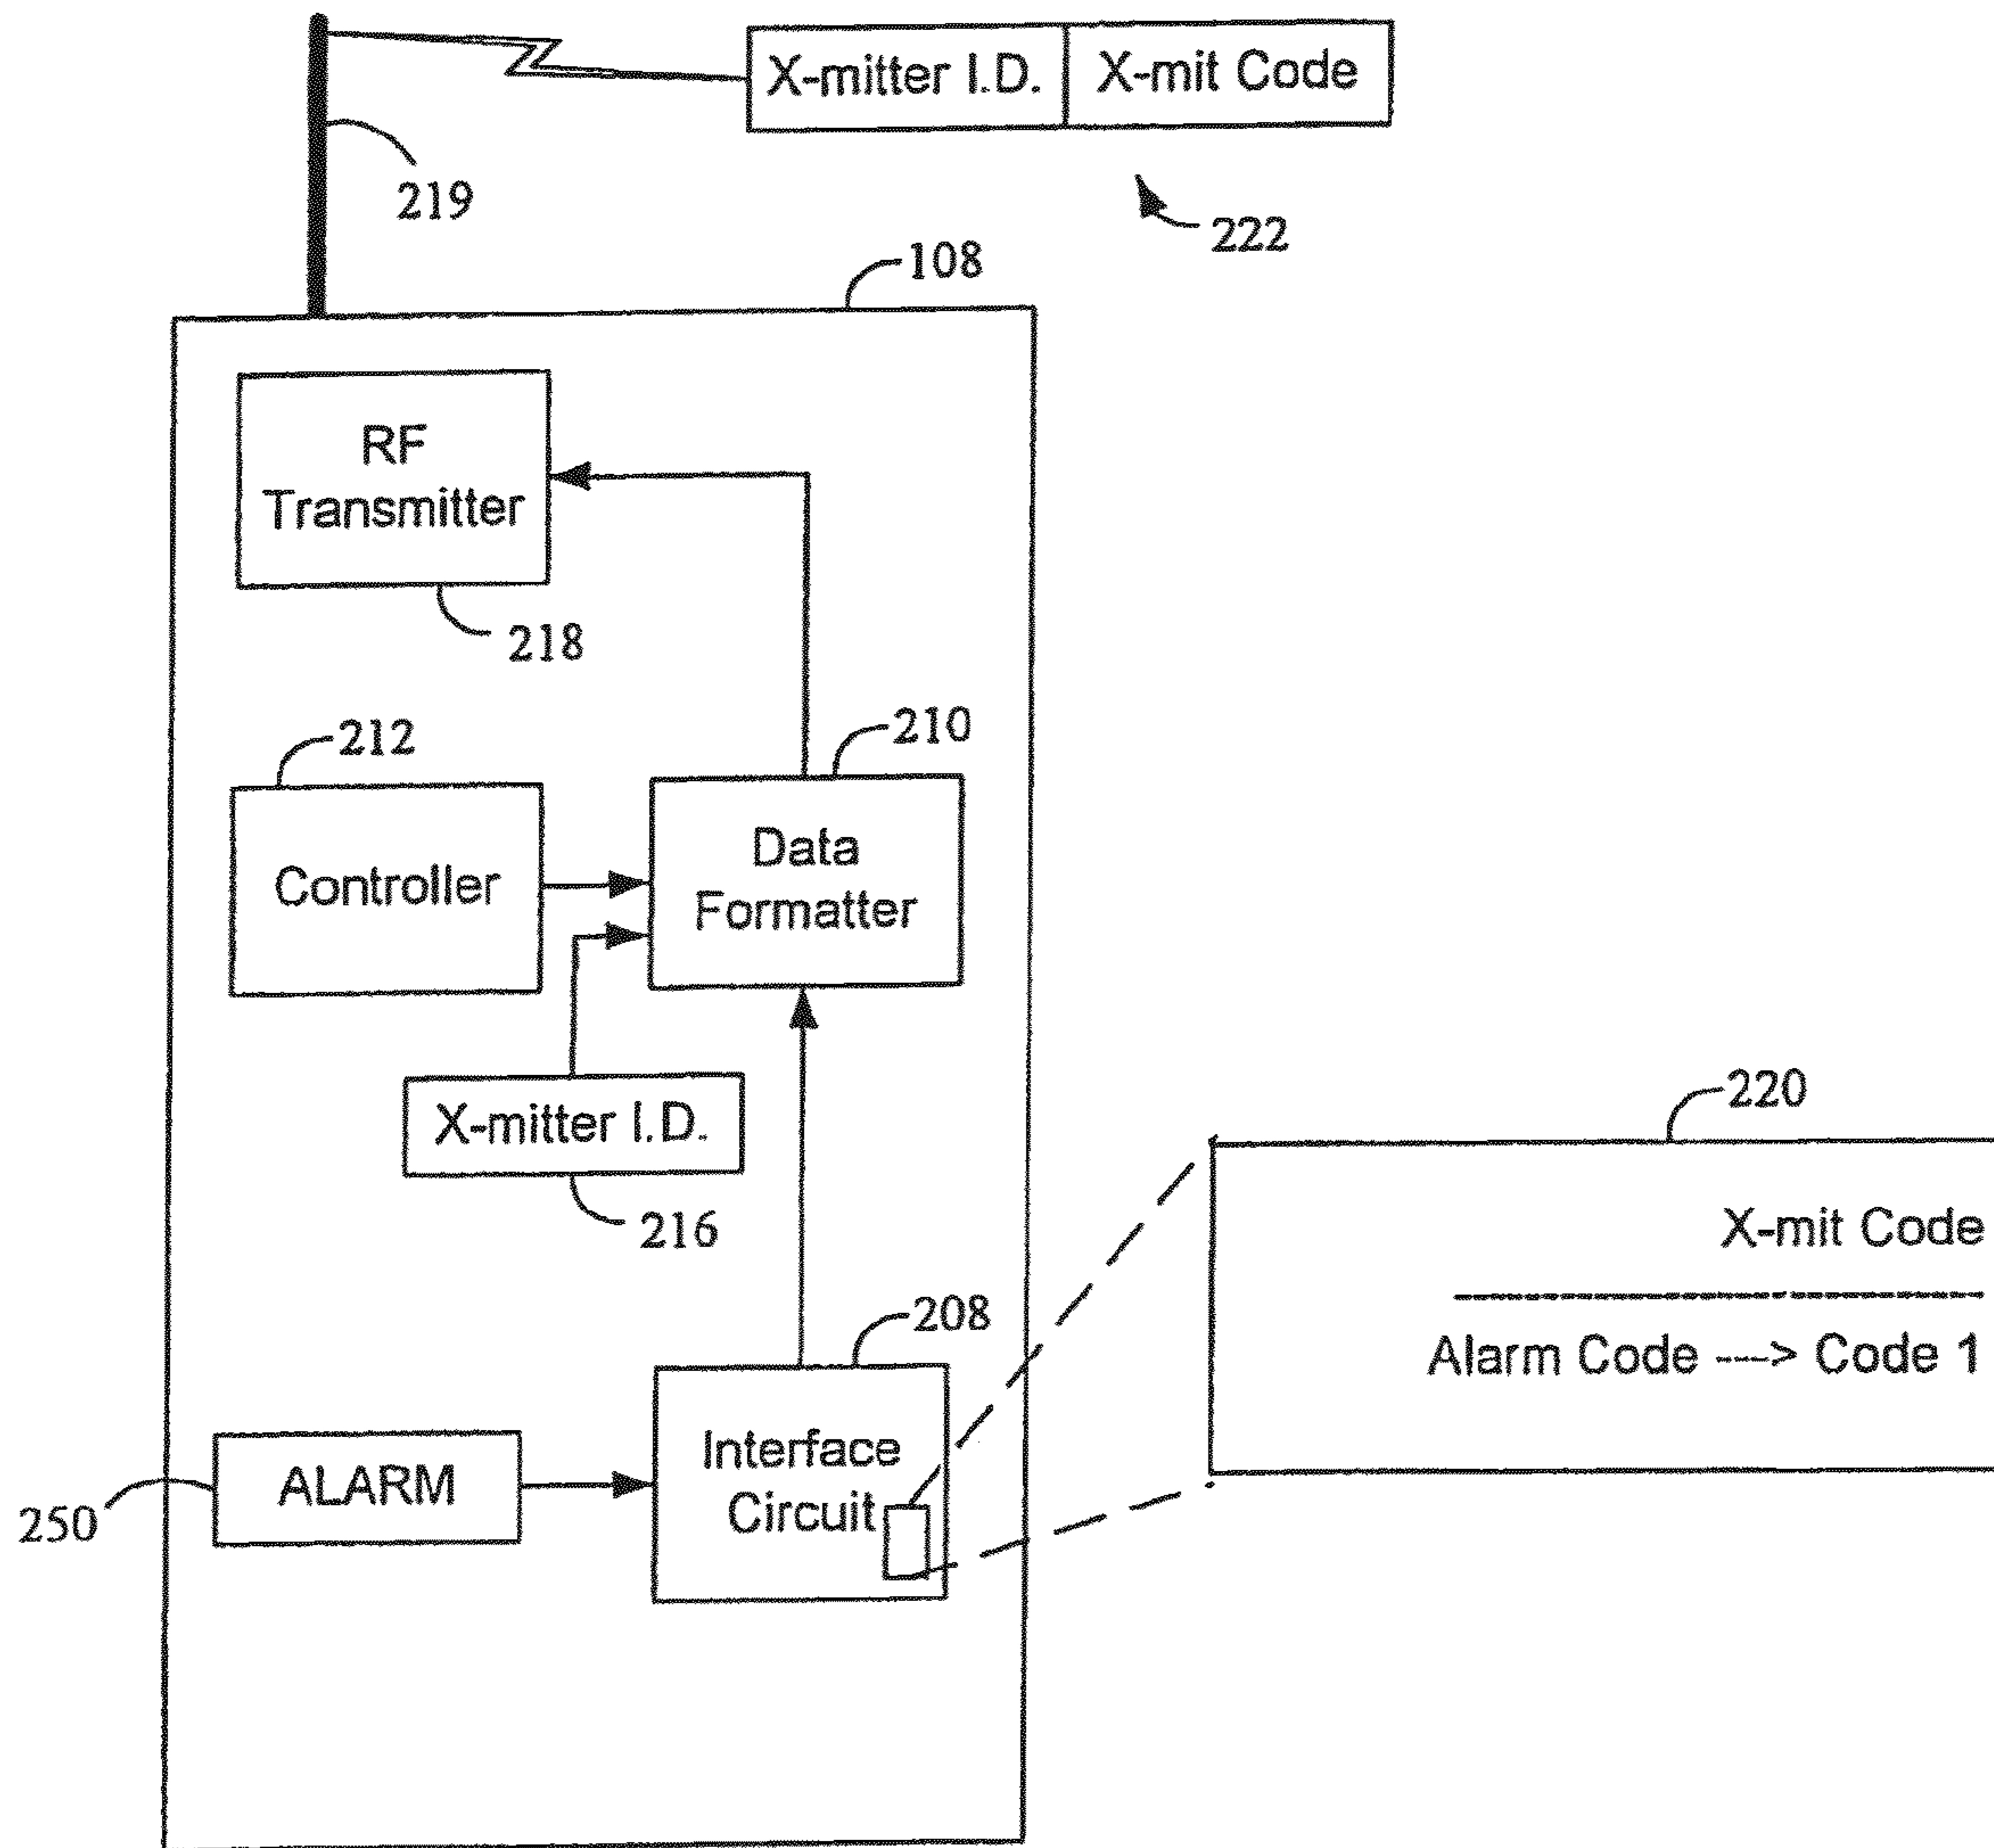 X-mitter I.D. X-mit Code
219
222
108
RF
Transmitter
218
212
210
Controller
Data
Formatter
X-mitter I.D.
216
220
X-mit Code
Alarm Code ---> Code 1
208
Interface
Circuit
ALARM
250